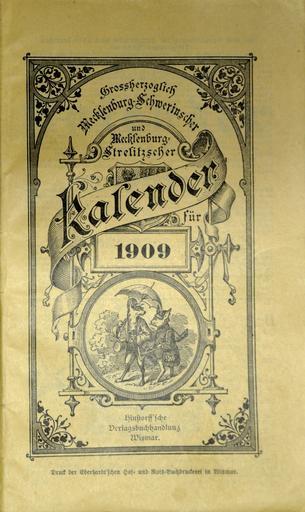 Grossherzoglich
Mecklenburg-Schwerinscher
und
Mecklenburg-
Strelitzscher
Kalender
für
1909
Hinstorff'sche
Verlagsbuchhandlung
Wismar.
Druck der Eberhardt'schen Hof- und Raths-Buchdruckerei in Wismar.